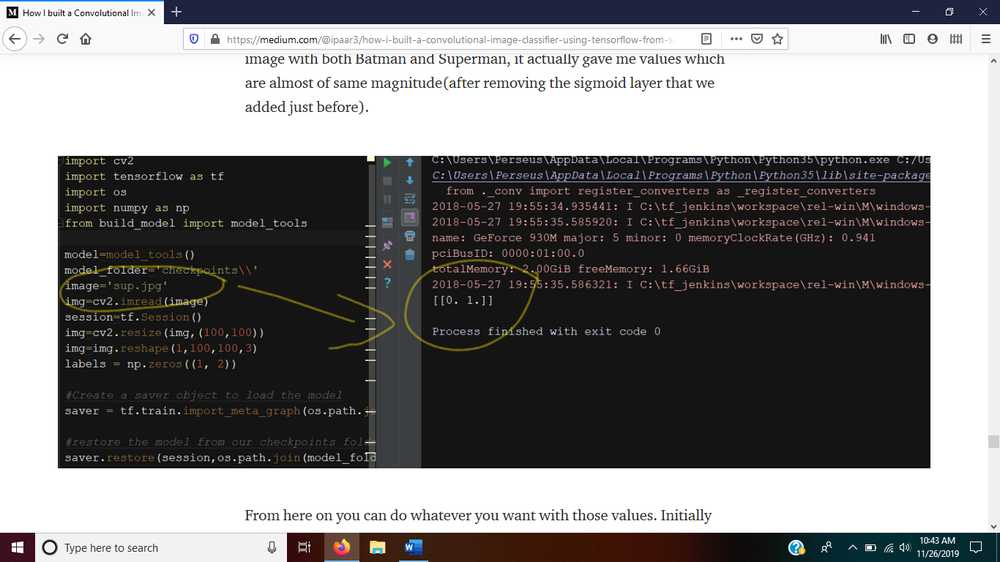 How I built a Convolutional Im
https://medium.com/@ipaar3/how-i-built-a-convolutional-image-classifier-using-tensorflow-from-s
image with both Batman and Superman, it actually gave me values which
are almost of same magnitude(after removing the sigmoid layer that we
added just before).
import cv2
import tensorflow as tf
import os
import numpy as np
from build_model import model_tools
model=model_tools()
model_folder='checkpoints\\'
image='sup.jpg'
img=cv2.imread(image)
session=tf.Session()
img=cv2.resize(img,(100,100))
img=img.reshape(1,100,100,3)
labels = np.zeros((1, 2))
#Create a saver object to load the model
saver = tf.train.import_meta_graph(os.path.jo
#restore the model from our checkpoints folde
saver.restore(session,os.path.join(model_fold
C:\Users\Perseus\AppData\Local\Programs\Python\Python35\python.exe C:/Us
C:\Users\Perseus\AppData\Local\Programs\Python\Python35\lib\site-package
from ._conv import register_converters as _register_converters
2018-05-27 19:55:34.935441: I C:\tf_jenkins\workspace\rel-win\M\windows-
2018-05-27 19:55:35.585920: I C:\tf_jenkins\workspace\rel-win\M\windows-
name: GeForce 930M major: 5 minor: 0 memoryClockRate(GHz): 0.941
pciBusID: 0000:01:00.0
totalMemory: 2.00GiB freeMemory: 1.66GiB
2018-05-27 19:55:35.586321: I C:\tf_jenkins\workspace\rel-win\M\windows-
[[0. 1.]]
Process finished with exit code 0
From here on you can do whatever you want with those values. Initially
Type here to search
10:43 AM
11/26/2019